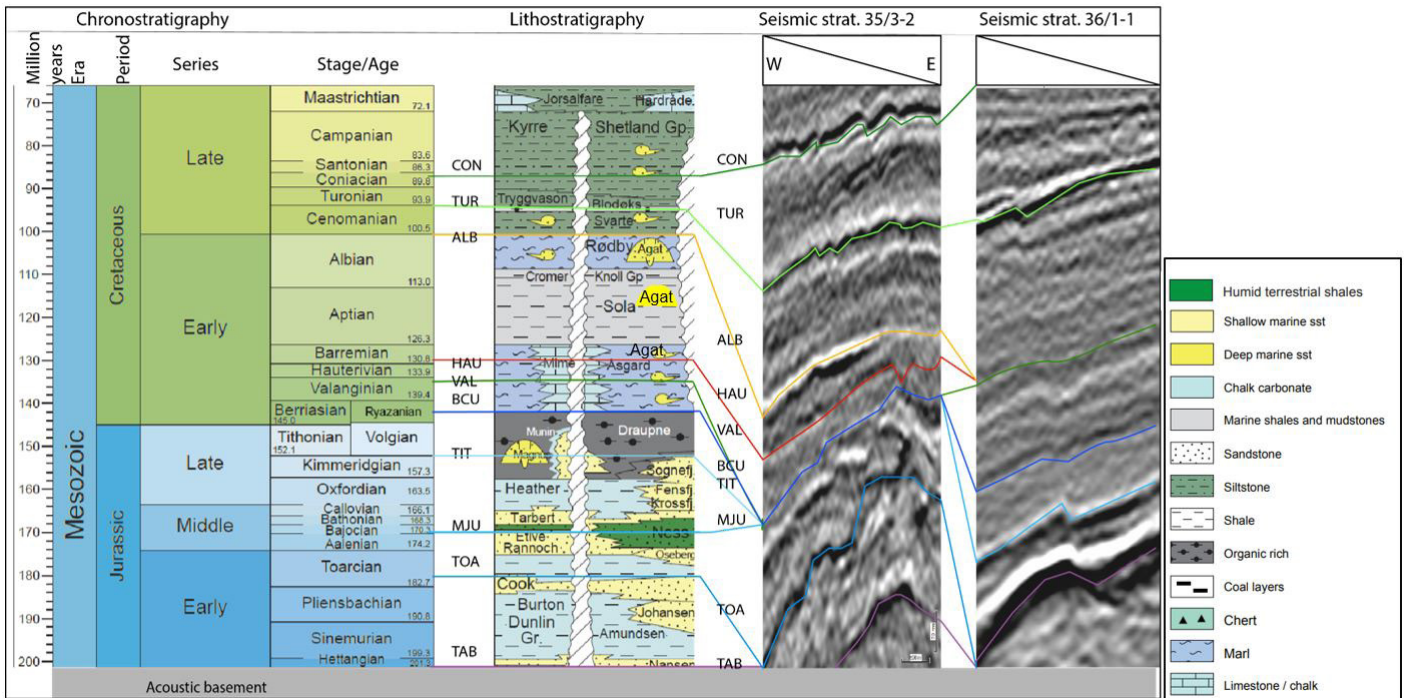 Chronostratigraphy
Lithostratigraphy
Seismic strat. 35/3-2
Seismic strat. 36/1-1
Million
years
Era
Period
Series
Stage/Age
W
E
70
80
90
100
110
120
130
140
150
160
170
180
190
200
Mesozoic
Cretaceous
Jurassic
Late
Early
Late
Middle
Early
Maastrichtian
72.1
Campanian
83.6
Santonian
86.3
Coniacian
89.8
Turonian
93.9
Cenomanian
100.5
Albian
113.0
Aptian
126.3
Barremian
130.8
Hauterivian
133.9
Valanginian
139.4
Berriasian
Ryazanian
145.0
Tithonian
Volgian
152.1
Kimmeridgian
157.3
Oxfordian
163.5
Callovian
166.1
Bathonian
168.3
Bajocian
170.3
Aalenian
174.2
Toarcian
182.7
Pliensbachian
190.8
Sinemurian
199.3
Hettangian
Acoustic basement
CON
TUR
ALB
HAU
VAL
BCU
TIT
MJU
TOA
TAB
Jorsalfare
Hardråde
Kyrre
Shetland Gp.
Tryggvason
Blodøks
Svarte
Rødby
Agat
Cromer
Knoll Gp
Sola
Agat
Agat
Mime
Åsgard
Munin
Draupne
Magnus
Sognefj.
Heather
Fensfj.
Krossfj.
Tarbert
Ness
Etive
Rannoch
Oseberg
Cook
Burton
Dunlin
Gr.
Johansen
Amundsen
Nansen
CON
TUR
ALB
HAU
VAL
BCU
TIT
MJU
TOA
TAB
Humid terrestrial shales
Shallow marine sst
Deep marine sst
Chalk carbonate
Marine shales and mudstones
Sandstone
Siltstone
Shale
Organic rich
Coal layers
Chert
Marl
Limestone / chalk